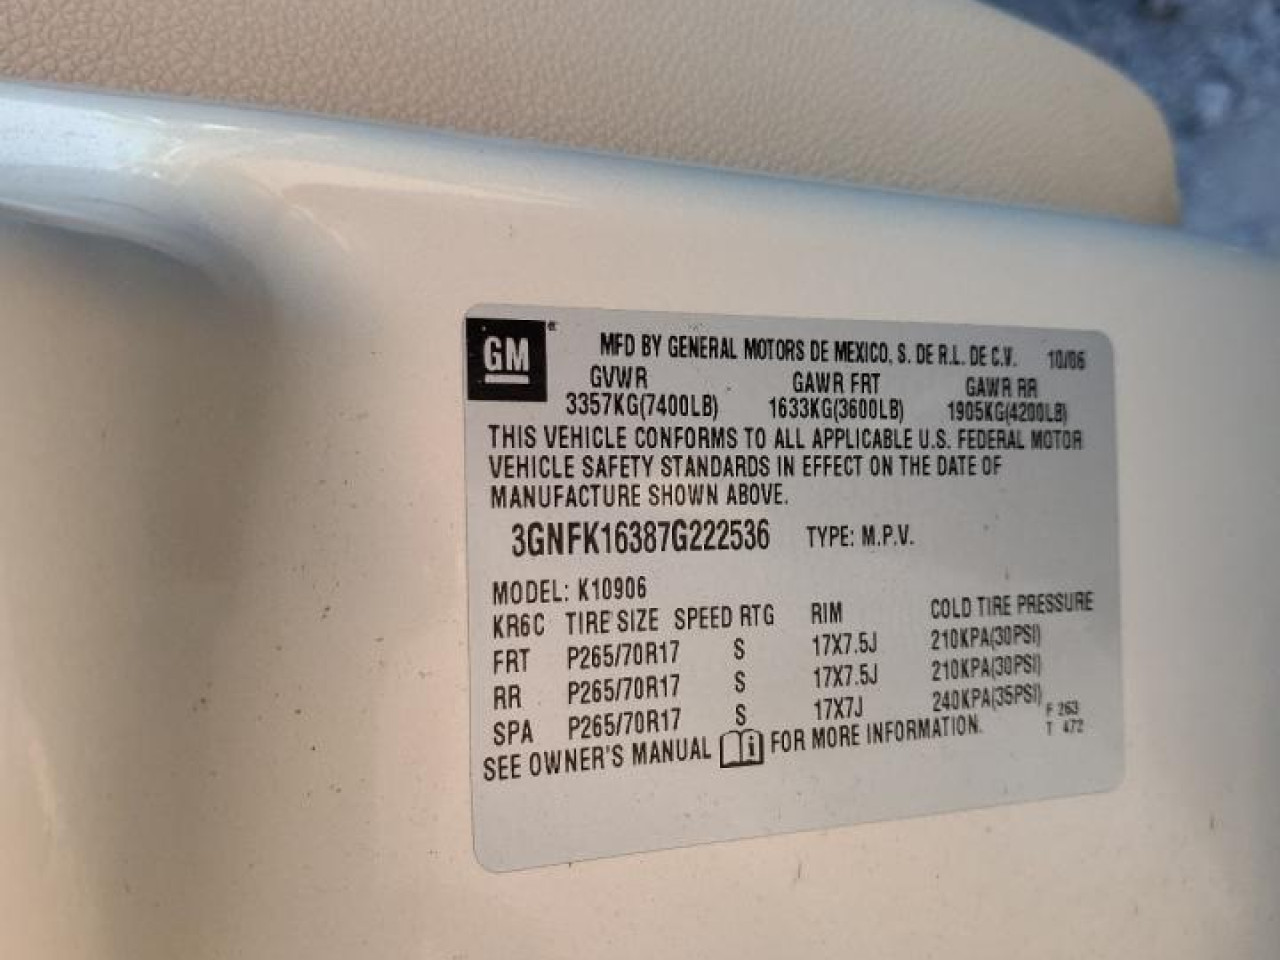 GM
MFD BY GENERAL MOTORS DE MEXICO, S. DE R.L. DE C.V. 10/06
GVWR GAWR FRT GAWR RR
3357KG(7400LB) 1633KG(3600LB) 1905KG(4200LB)
THIS VEHICLE CONFORMS TO ALL APPLICABLE U.S. FEDERAL MOTOR
VEHICLE SAFETY STANDARDS IN EFFECT ON THE DATE OF
MANUFACTURE SHOWN ABOVE.
3GNFK16387G222536 TYPE: M.P.V.
MODEL: K10906
KR6C TIRE SIZE SPEED RTG RIM COLD TIRE PRESSURE
FRT P265/70R17 S 17X7.5J 210KPA(30PSI)
RR P265/70R17 S 17X7.5J 210KPA(30PSI)
SPA P265/70R17 S 17X7J 240KPA(35PSI)
SEE OWNER'S MANUAL i FOR MORE INFORMATION.
F 263
T 472